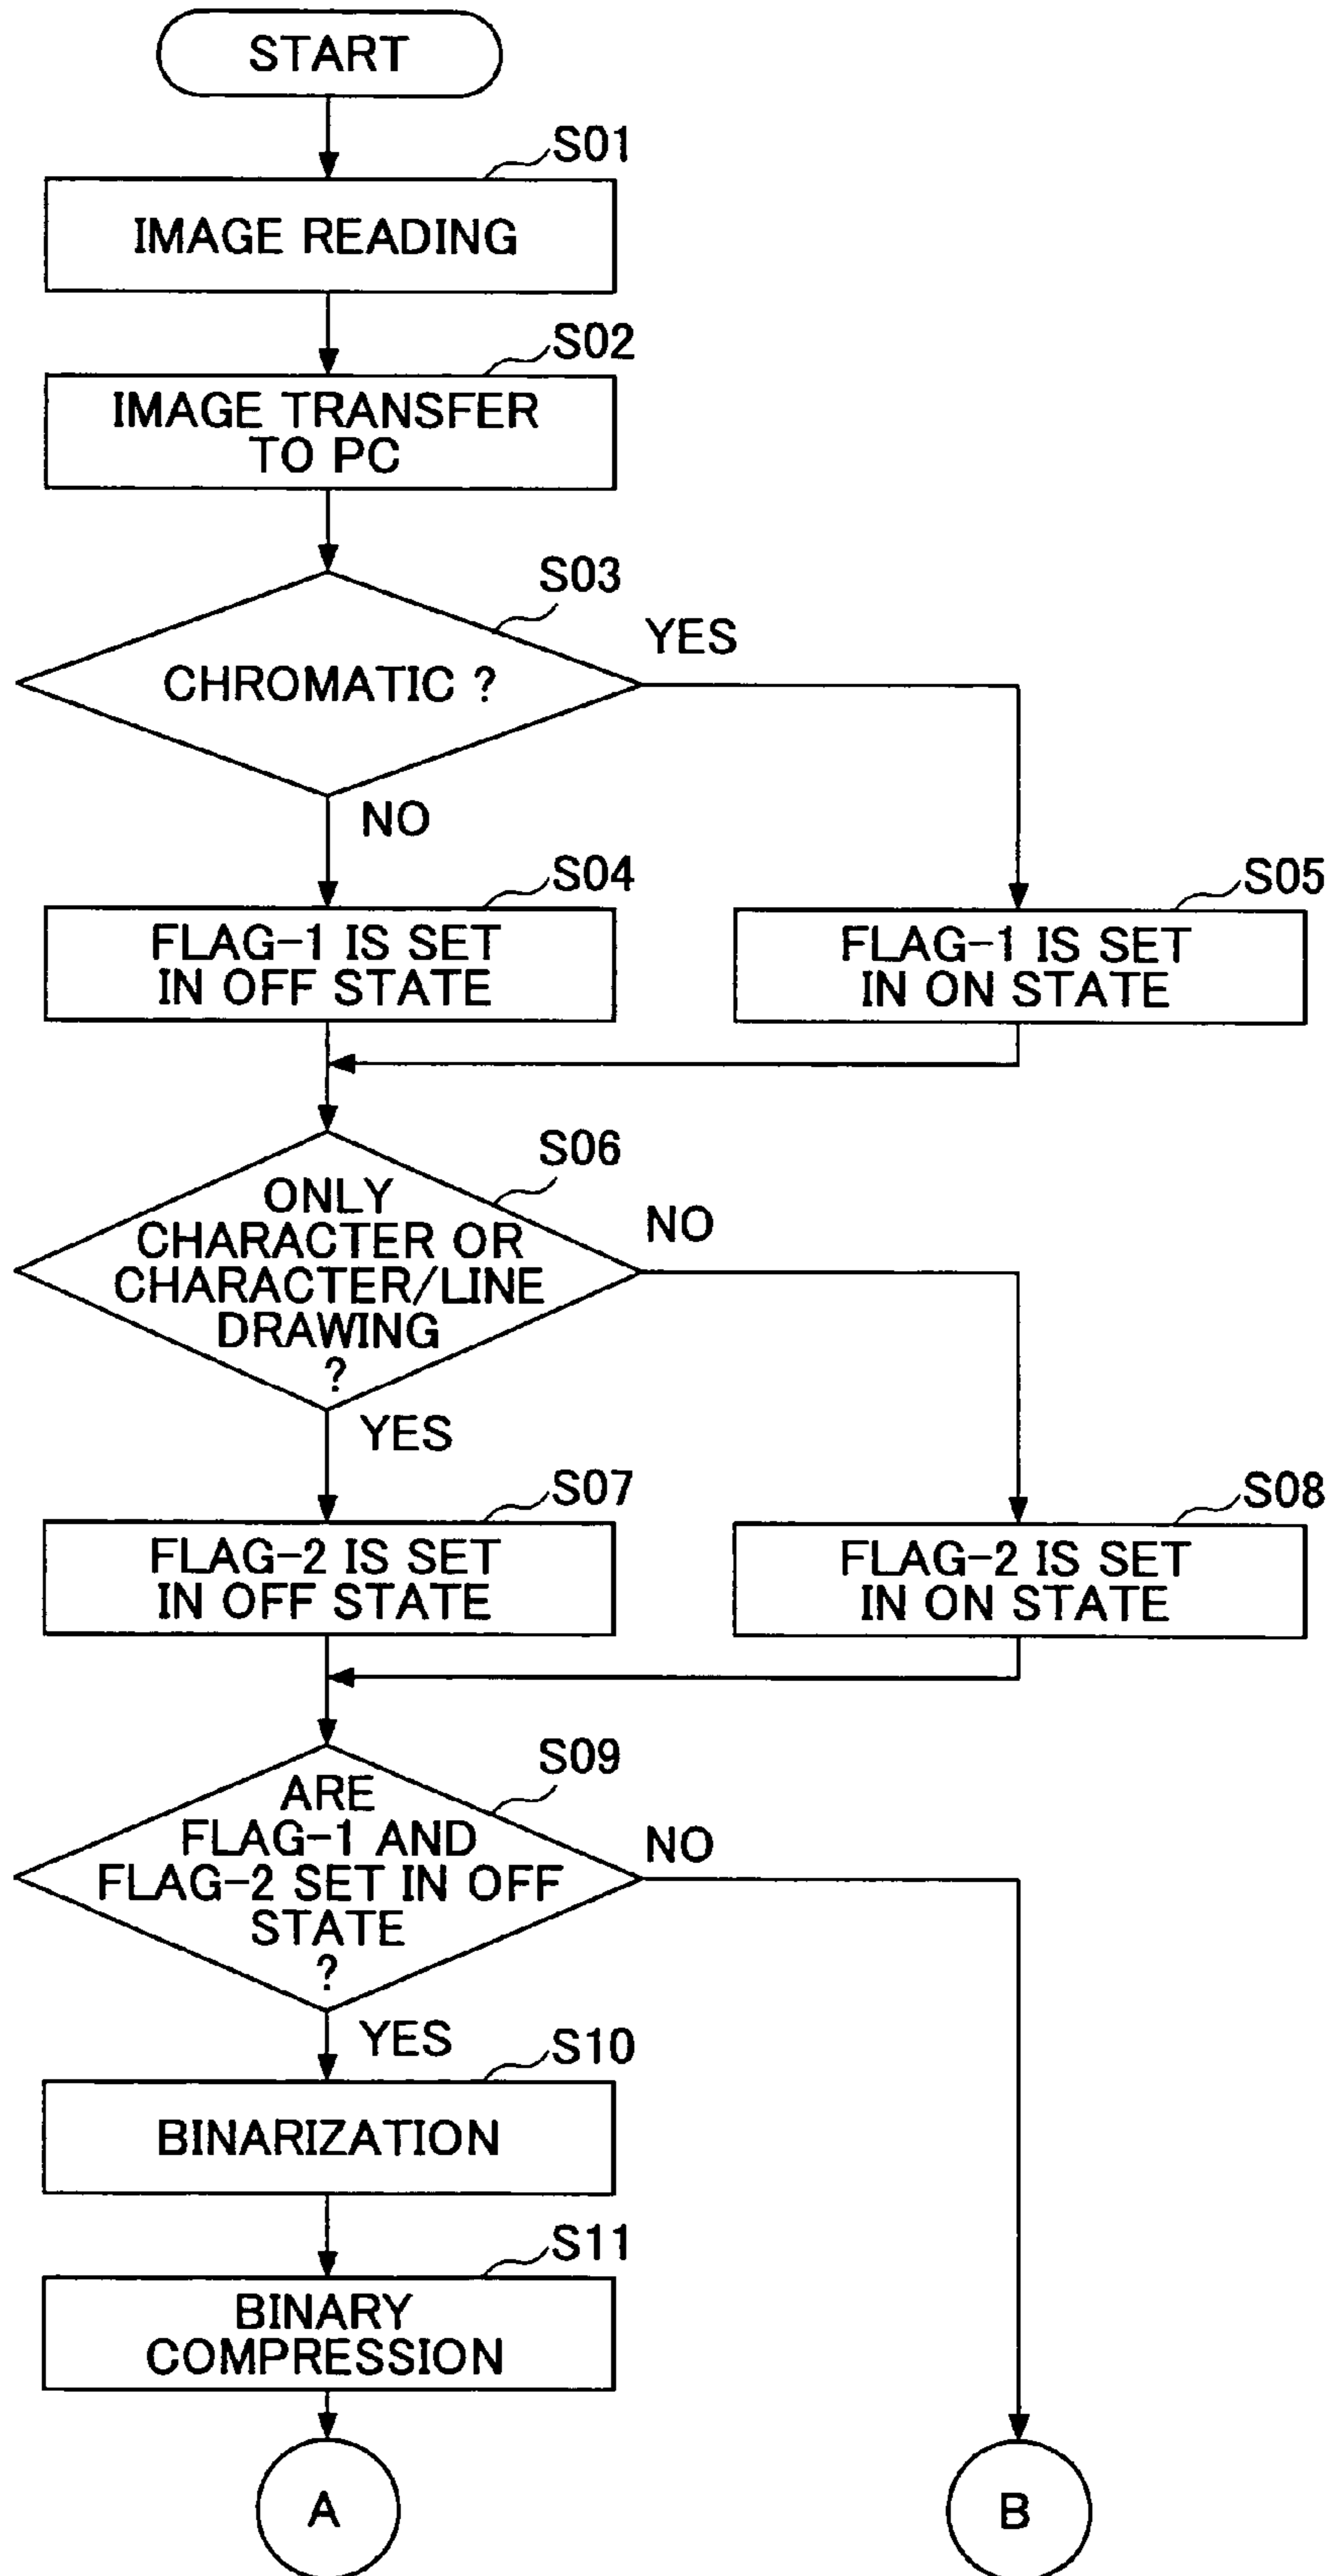 START
S01
IMAGE READING
S02
IMAGE TRANSFER
TO PC
S03
CHROMATIC ?
YES
NO
S04
FLAG-1 IS SET
IN OFF STATE
S05
FLAG-1 IS SET
IN ON STATE
S06
ONLY
CHARACTER OR
CHARACTER/LINE
DRAWING
?
NO
YES
S07
FLAG-2 IS SET
IN OFF STATE
S08
FLAG-2 IS SET
IN ON STATE
S09
ARE
FLAG-1 AND
FLAG-2 SET IN OFF
STATE
?
NO
YES
S10
BINARIZATION
S11
BINARY
COMPRESSION
A
B